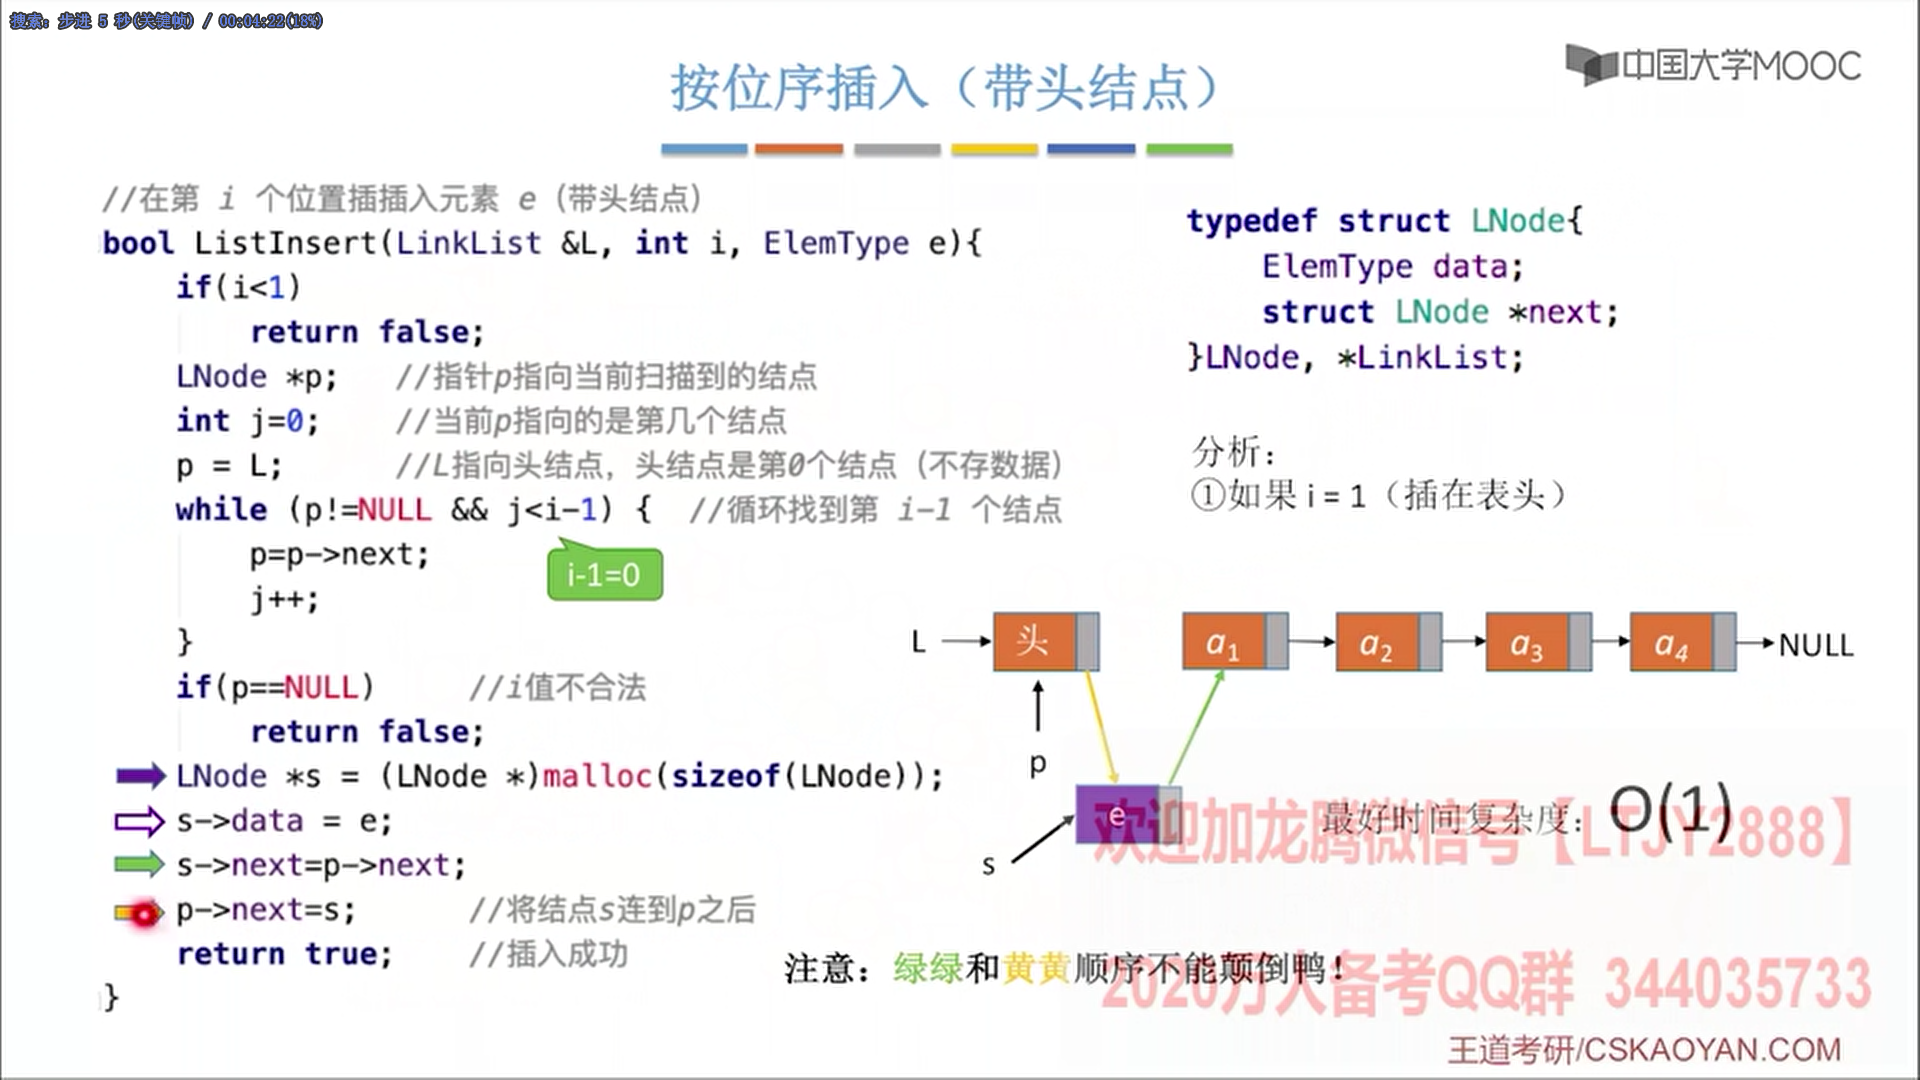 搜索: 步进 5 秒(关键帧) / 00:04:22(18%)
中国大学MOOC
按位序插入（带头结点）
//在第 i 个位置插插入元素 e（带头结点）
bool ListInsert(LinkList &L, int i, ElemType e){
if(i<1)
return false;
LNode *p; //指针p指向当前扫描到的结点
int j=0; //当前p指向的是第几个结点
p = L; //L指向头结点，头结点是第0个结点（不存数据）
while (p!=NULL && j<i-1) { //循环找到第 i-1 个结点
p=p->next;
i-1=0
j++;
}
if(p==NULL) //i值不合法
return false;
LNode *s = (LNode *)malloc(sizeof(LNode));
s->data = e;
s->next=p->next;
p->next=s; //将结点s连到p之后
return true; //插入成功
}
typedef struct LNode{
ElemType data;
struct LNode *next;
}LNode, *LinkList;
分析：
①如果 i = 1（插在表头）
L 头 a1 a2 a3 a4 NULL
p
e
s
最好时间复杂度：O(1)
欢迎加龙腾微信号【LTJY2888】
注意：绿绿和黄黄顺序不能颠倒鸭！
2020万人备考QQ群 344035733
王道考研/CSKAOYAN.COM